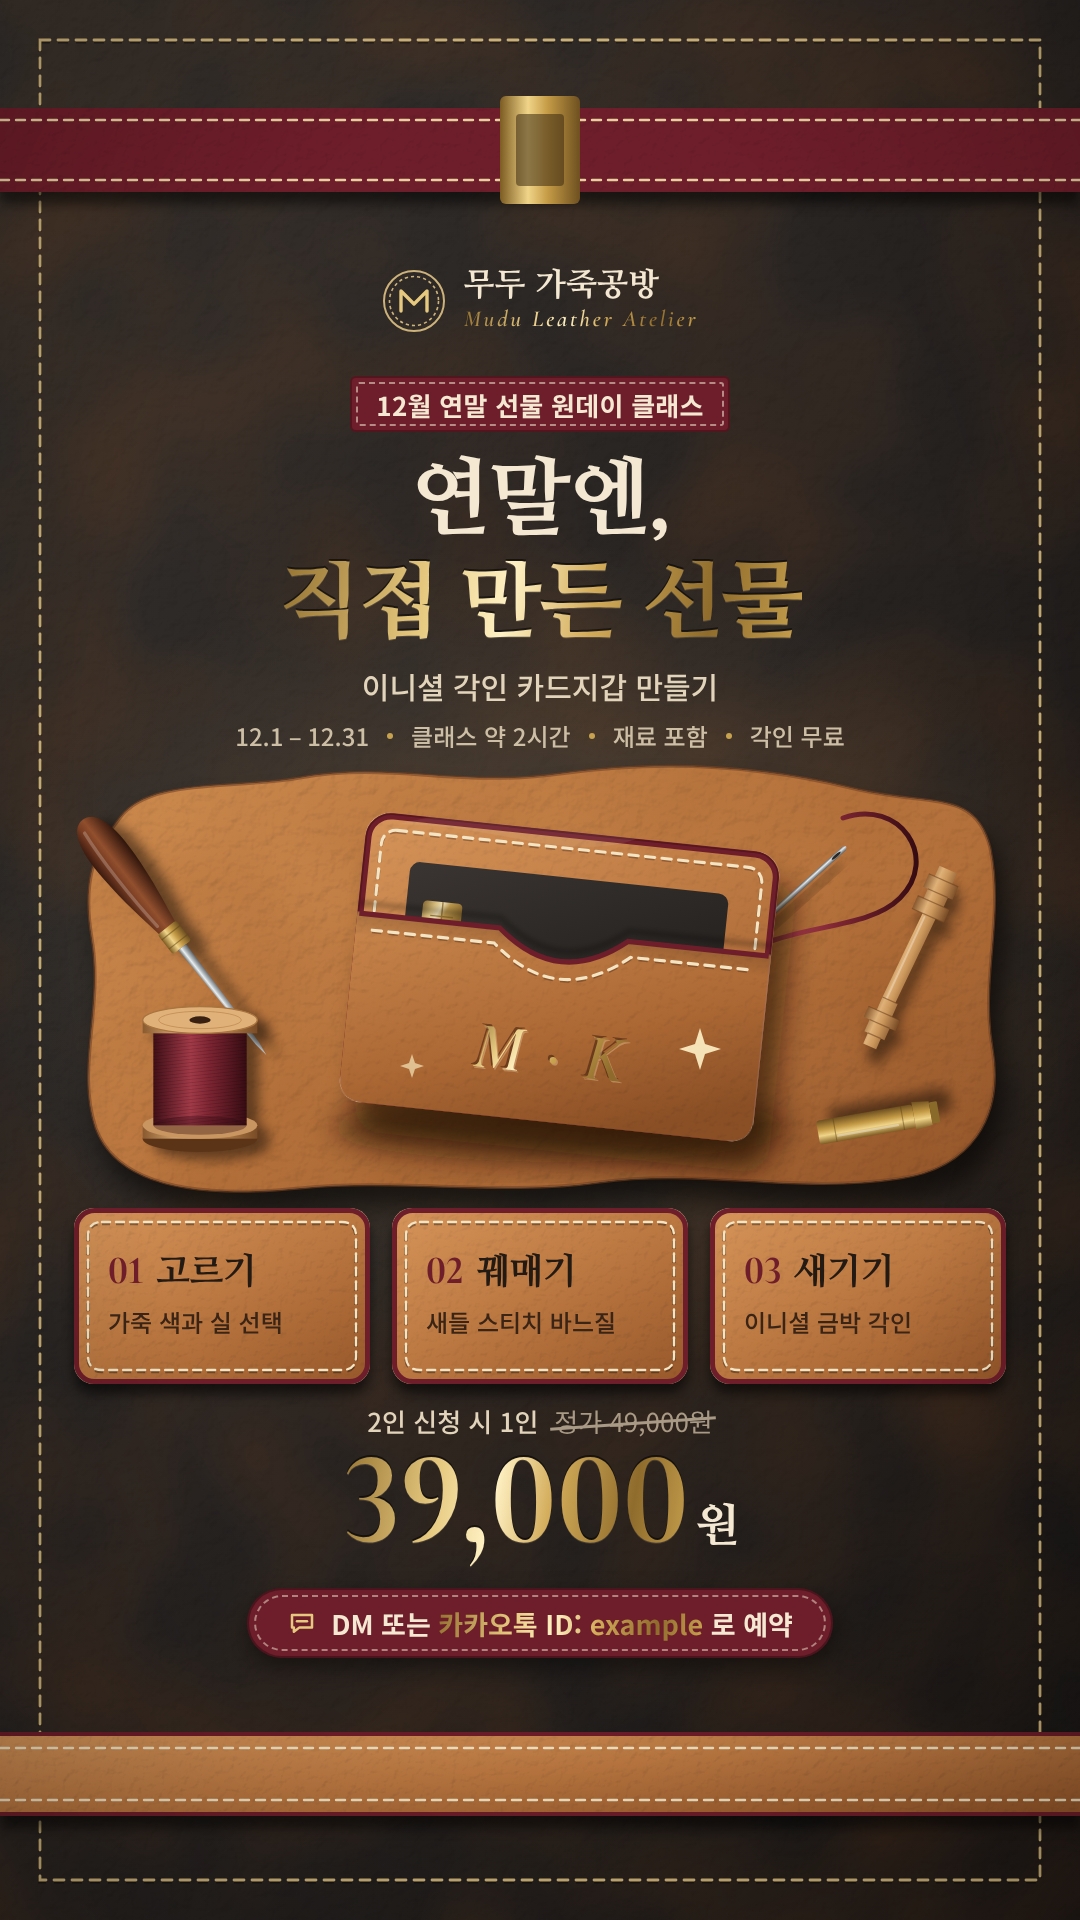 M
무두 가죽공방
Mudu Leather Atelier
12월 연말 선물 원데이 클래스
연말엔,
직접 만든 선물
이니셜 각인 카드지갑 만들기
12.1 – 12.31 • 클래스 약 2시간 • 재료 포함 • 각인 무료
M · K
01 고르기
가죽 색과 실 선택
02 꿰매기
새들 스티치 바느질
03 새기기
이니셜 금박 각인
2인 신청 시 1인 정가 49,000원
39,000원
DM 또는 카카오톡 ID: example 로 예약